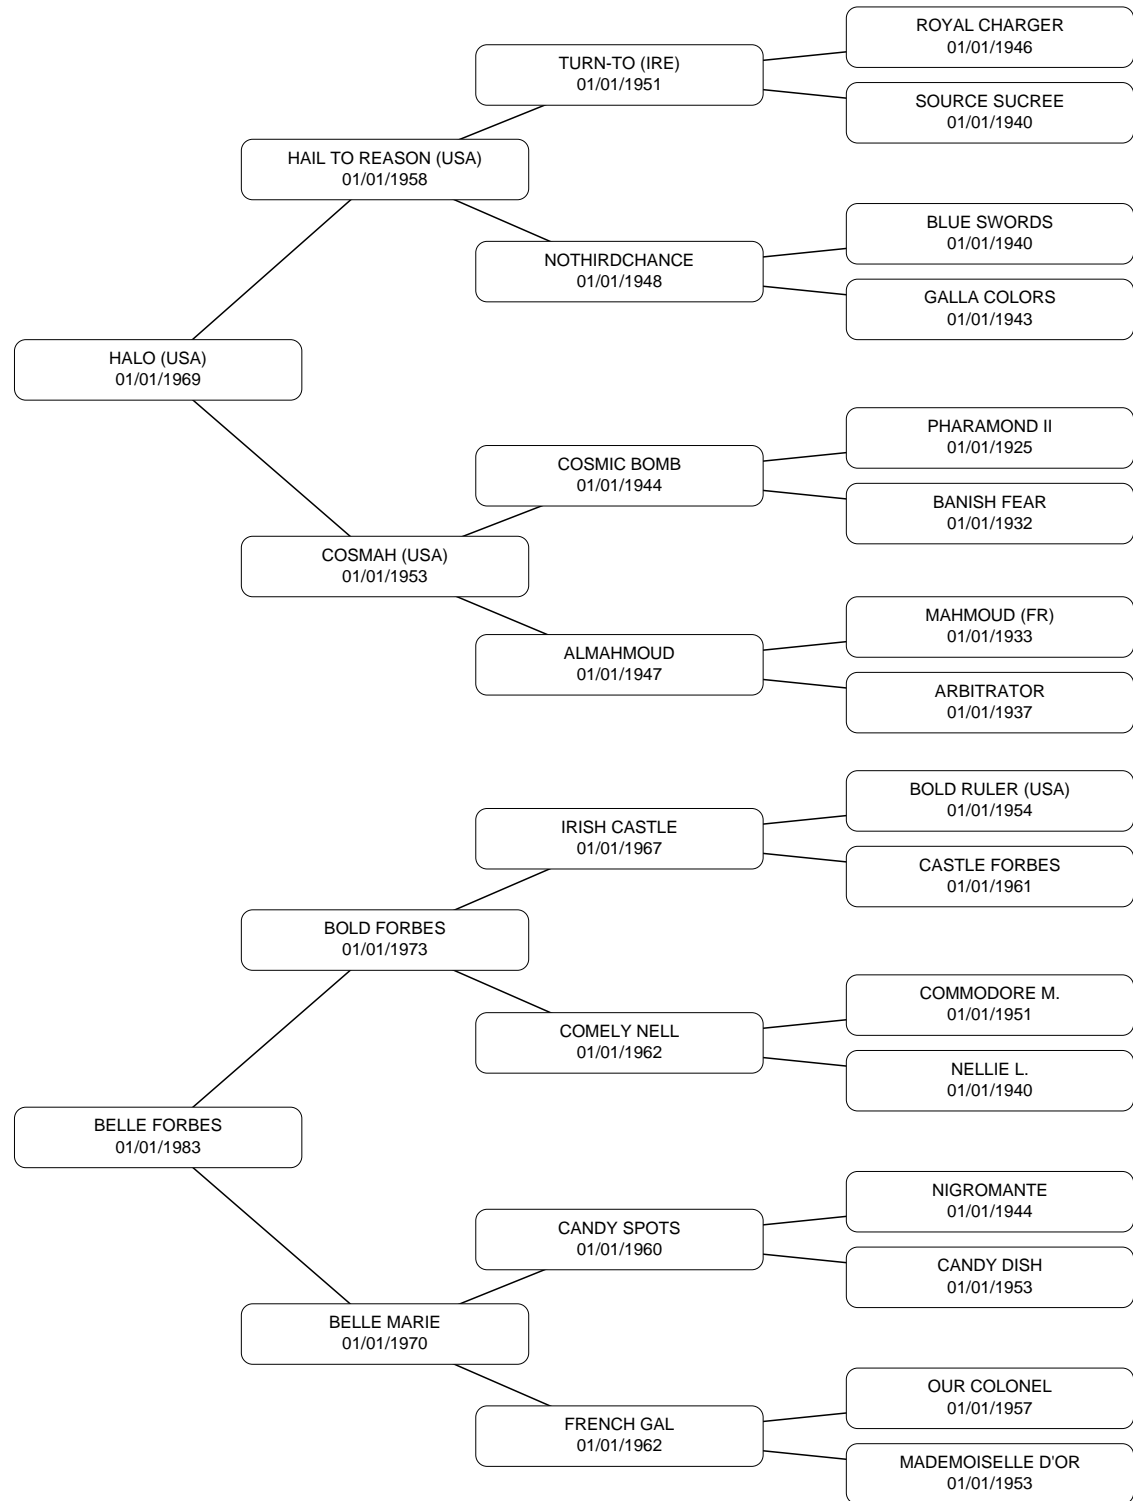 ROYAL CHARGER
01/01/1946
TURN-TO (IRE)
01/01/1951
SOURCE SUCREE
01/01/1940
HAIL TO REASON (USA)
01/01/1958
BLUE SWORDS
01/01/1940
NOTHIRDCHANCE
01/01/1948
GALLA COLORS
01/01/1943
HALO (USA)
01/01/1969
PHARAMOND II
01/01/1925
COSMIC BOMB
01/01/1944
BANISH FEAR
01/01/1932
COSMAH (USA)
01/01/1953
MAHMOUD (FR)
01/01/1933
ALMAHMOUD
01/01/1947
ARBITRATOR
01/01/1937
BOLD RULER (USA)
01/01/1954
IRISH CASTLE
01/01/1967
CASTLE FORBES
01/01/1961
BOLD FORBES
01/01/1973
COMMODORE M.
01/01/1951
COMELY NELL
01/01/1962
NELLIE L.
01/01/1940
BELLE FORBES
01/01/1983
NIGROMANTE
01/01/1944
CANDY SPOTS
01/01/1960
CANDY DISH
01/01/1953
BELLE MARIE
01/01/1970
OUR COLONEL
01/01/1957
FRENCH GAL
01/01/1962
MADEMOISELLE D'OR
01/01/1953